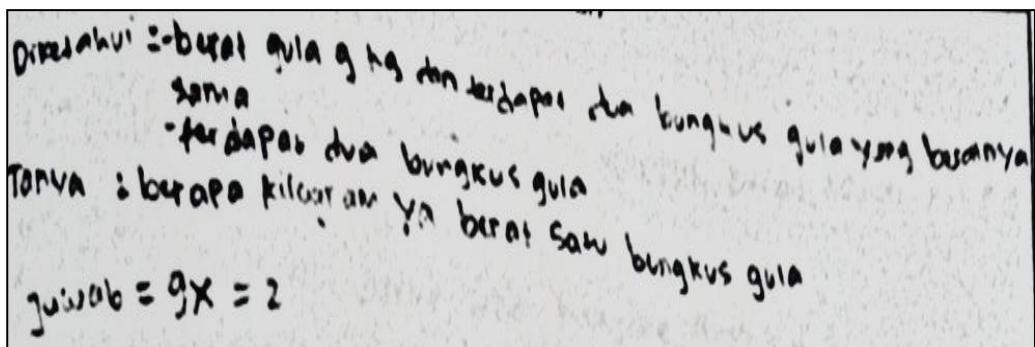 Diketahui :- berat gula 9 kg dan terdapat dua bungkus gula yang beratnya
sama
- terdapat dua bungkus gula
Tanya : berapa kilogram ya berat satu bungkus gula
Jawab = 9x = 2